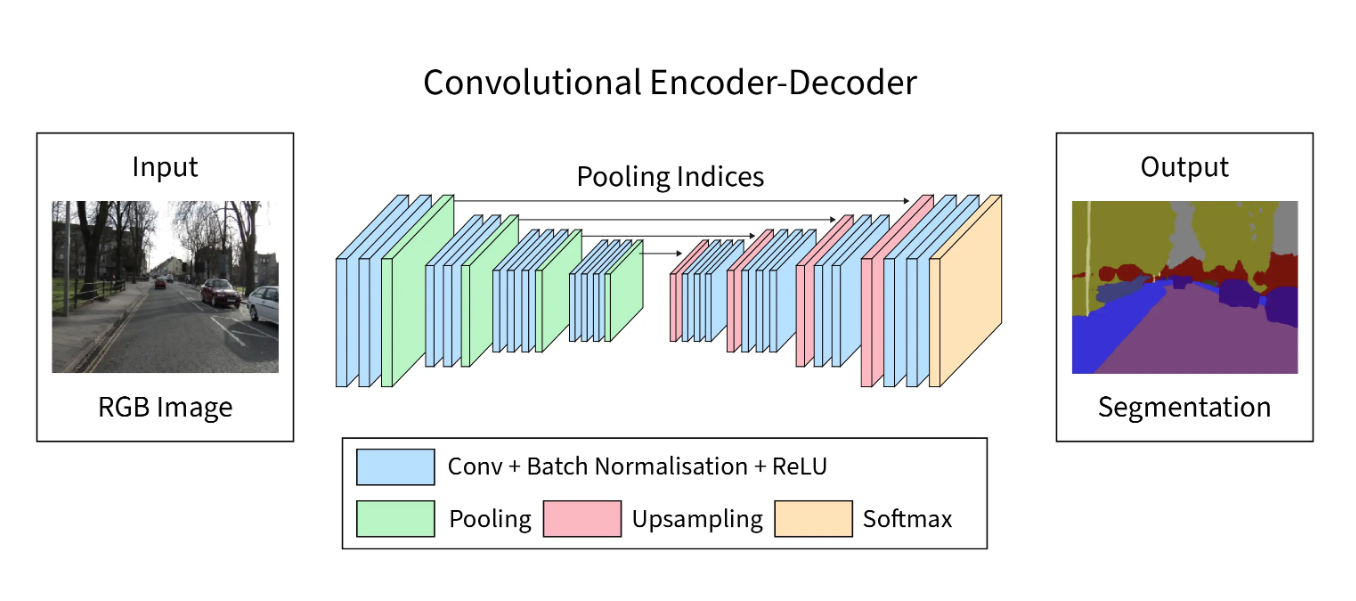 Convolutional Encoder-Decoder
Input
RGB Image
Pooling Indices
Output
Segmentation
Conv + Batch Normalisation + ReLU
Pooling
Upsampling
Softmax